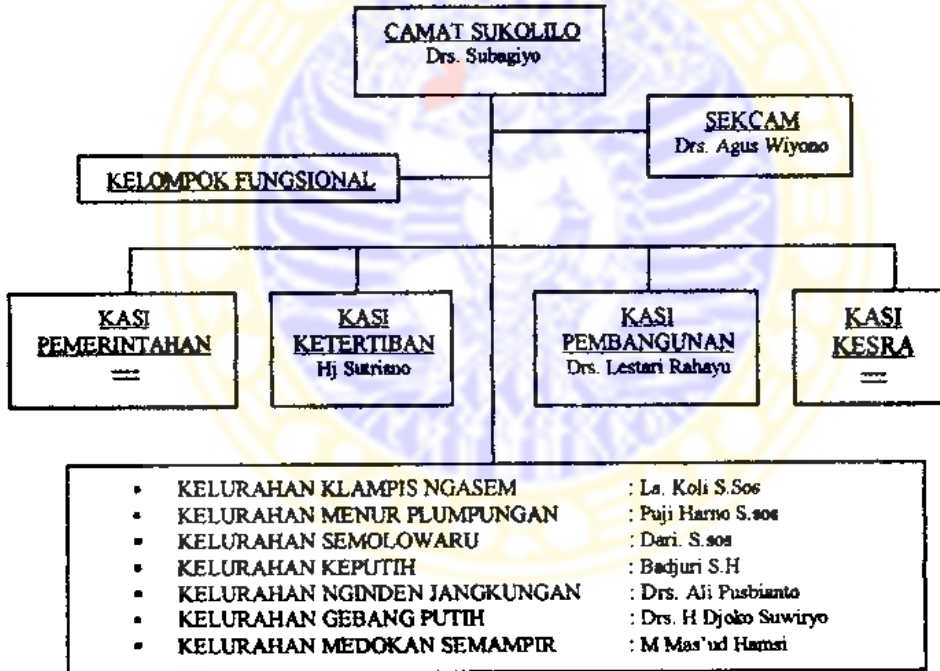 CAMAT SUKOLILO
Drs. Subagiyo
SEKCAM
Drs. Agus Wiyono
KELOMPOK FUNGSIONAL
KASI
PEMERINTAHAN
KASI
KETERTIBAN
Hj Sutrisno
KASI
PEMBANGUNAN
Drs. Lestari Rahayu
KASI
KESRA
▪ KELURAHAN KLAMPIS NGASEM : La. Koli S.Sos
▪ KELURAHAN MENUR PLUMPUNGAN : Puji Harno S.sos
▪ KELURAHAN SEMOLOWARU : Dari. S.sos
▪ KELURAHAN KEPUTIH : Badjuri S.H
▪ KELURAHAN NGINDEN JANGKUNGAN : Drs. Ali Pusbianto
▪ KELURAHAN GEBANG PUTIH : Drs. H Djoko Suwiryo
▪ KELURAHAN MEDOKAN SEMAMPIR : M Mas'ud Hamsi